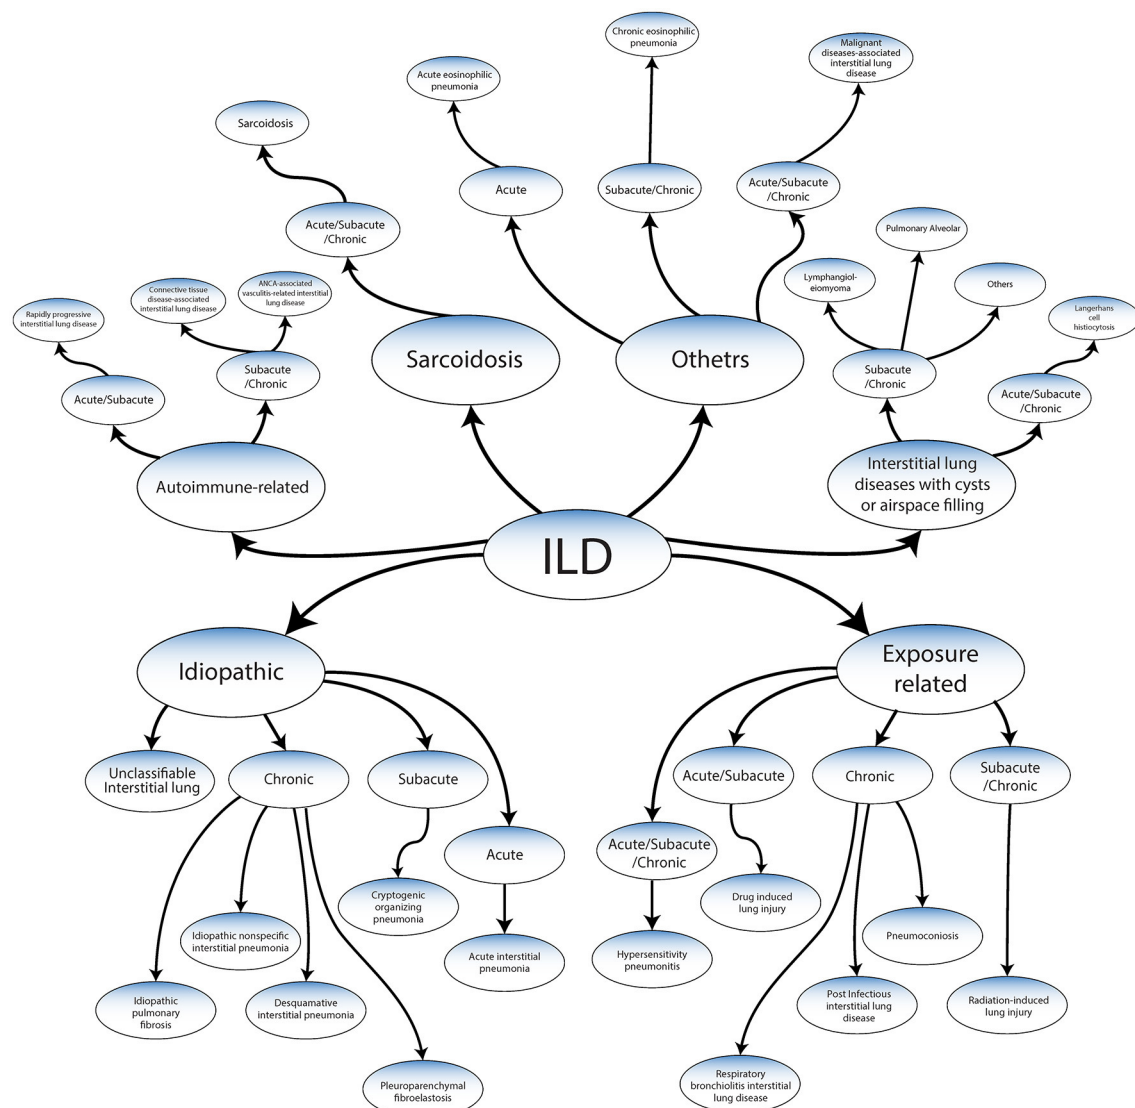 Chronic eosinophilic
pneumonia
Malignant
diseases-associated
interstitial lung
disease
Acute eosinophilic
pneumonia
Sarcoidosis
Acute
Subacute/Chronic
Acute/Subacute
/Chronic
Acute/Subacute
/Chronic
Pulmonary Alveolar
Lymphangiol-
eiomyoma
Others
Connective tissue
disease-associated
interstitial lung disease
ANCA-associated
vasculitis-related interstitial
lung disease
Rapidly progressive
interstitial lung disease
Langerhans
cell
histiocytosis
Sarcoidosis
Othetrs
Subacute
/Chronic
Subacute
/Chronic
Acute/Subacute
Acute/Subacute
/Chronic
Autoimmune-related
Interstitial lung
diseases with cysts
or airspace filling
ILD
Idiopathic
Exposure
related
Unclassifiable
Interstitial lung
Chronic
Subacute
Acute
Acute/Subacute
Chronic
Subacute
/Chronic
Acute/Subacute
/Chronic
Cryptogenic
organizing
pneumonia
Drug induced
lung injury
Idiopathic nonspecific
interstitial pneumonia
Acute interstitial
pneumonia
Hypersensitivity
pneumonitis
Pneumoconiosis
Idiopathic
pulmonary
fibrosis
Desquamative
interstitial pneumonia
Post Infectious
interstitial lung
disease
Radiation-induced
lung injury
Pleuroparenchymal
fibroelastosis
Respiratory
bronchiolitis interstitial
lung disease